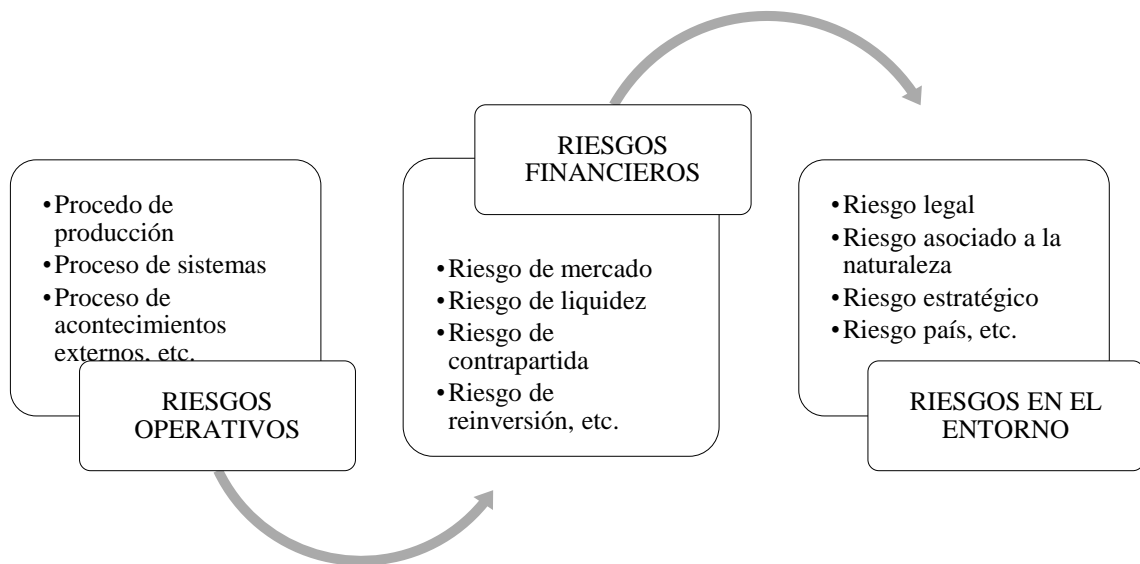 •Procedo de
producción
•Proceso de sistemas
•Proceso de
acontecimientos
externos, etc.
RIESGOS
OPERATIVOS
RIESGOS
FINANCIEROS
•Riesgo de mercado
•Riesgo de liquidez
•Riesgo de
contrapartida
•Riesgo de
reinversión, etc.
•Riesgo legal
•Riesgo asociado a la
naturaleza
•Riesgo estratégico
•Riesgo país, etc.
RIESGOS EN EL
ENTORNO